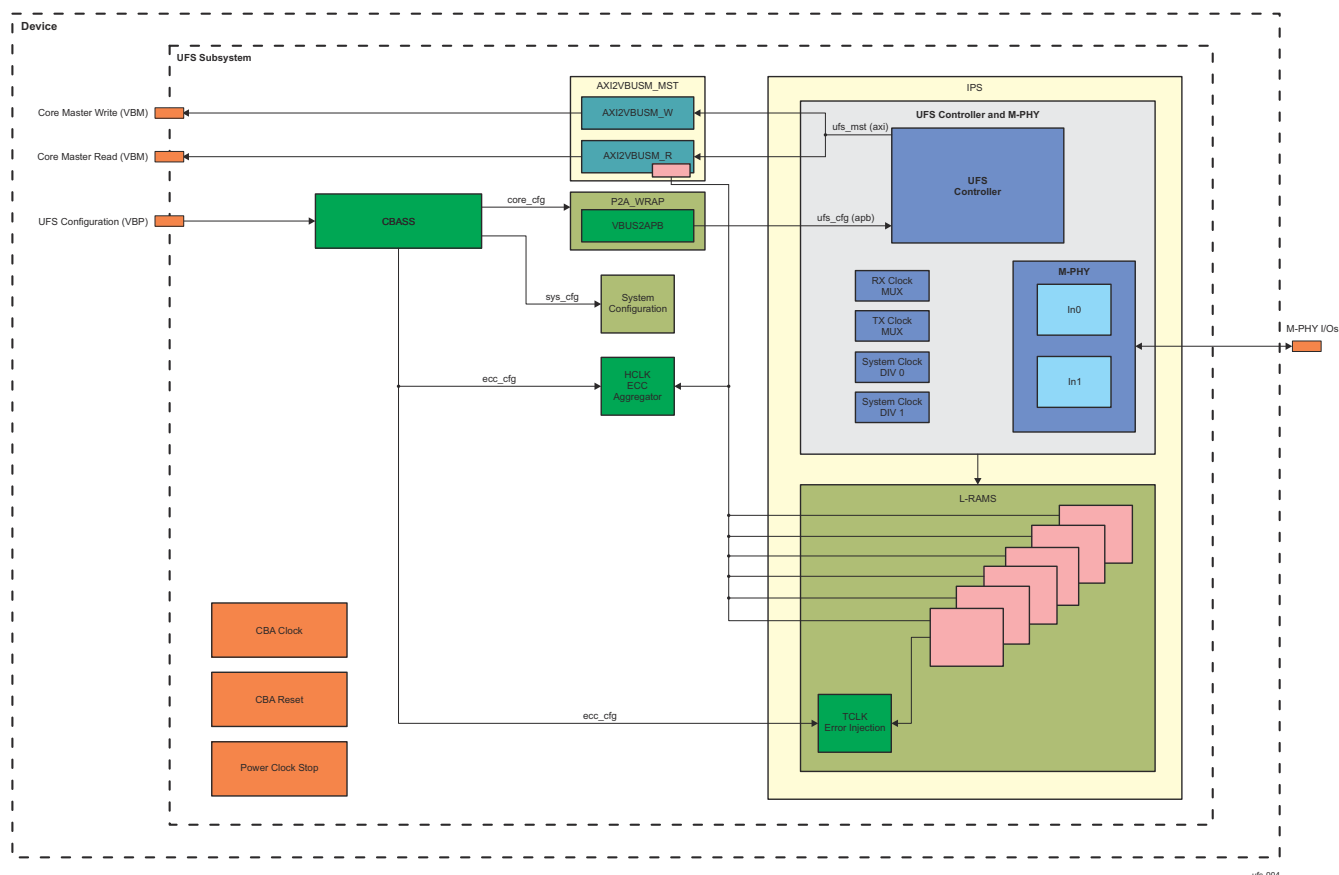 Device
UFS Subsystem
AXI2VBUSM_MST
IPS
Core Master Write (VBM)
AXI2VBUSM_W
UFS Controller and M-PHY
ufs_mst (axi)
Core Master Read (VBM)
AXI2VBUSM_R
UFS
Controller
core_cfg
P2A_WRAP
UFS Configuration (VBP)
CBASS
VBUS2APB
ufs_cfg (apb)
M-PHY
RX Clock
MUX
sys_cfg
System
Configuration
In0
TX Clock
MUX
M-PHY I/Os
System Clock
DIV 0
ecc_cfg
HCLK
ECC
Aggregator
In1
System Clock
DIV 1
L-RAMS
CBA Clock
CBA Reset
ecc_cfg
TCLK
Error Injection
Power Clock Stop